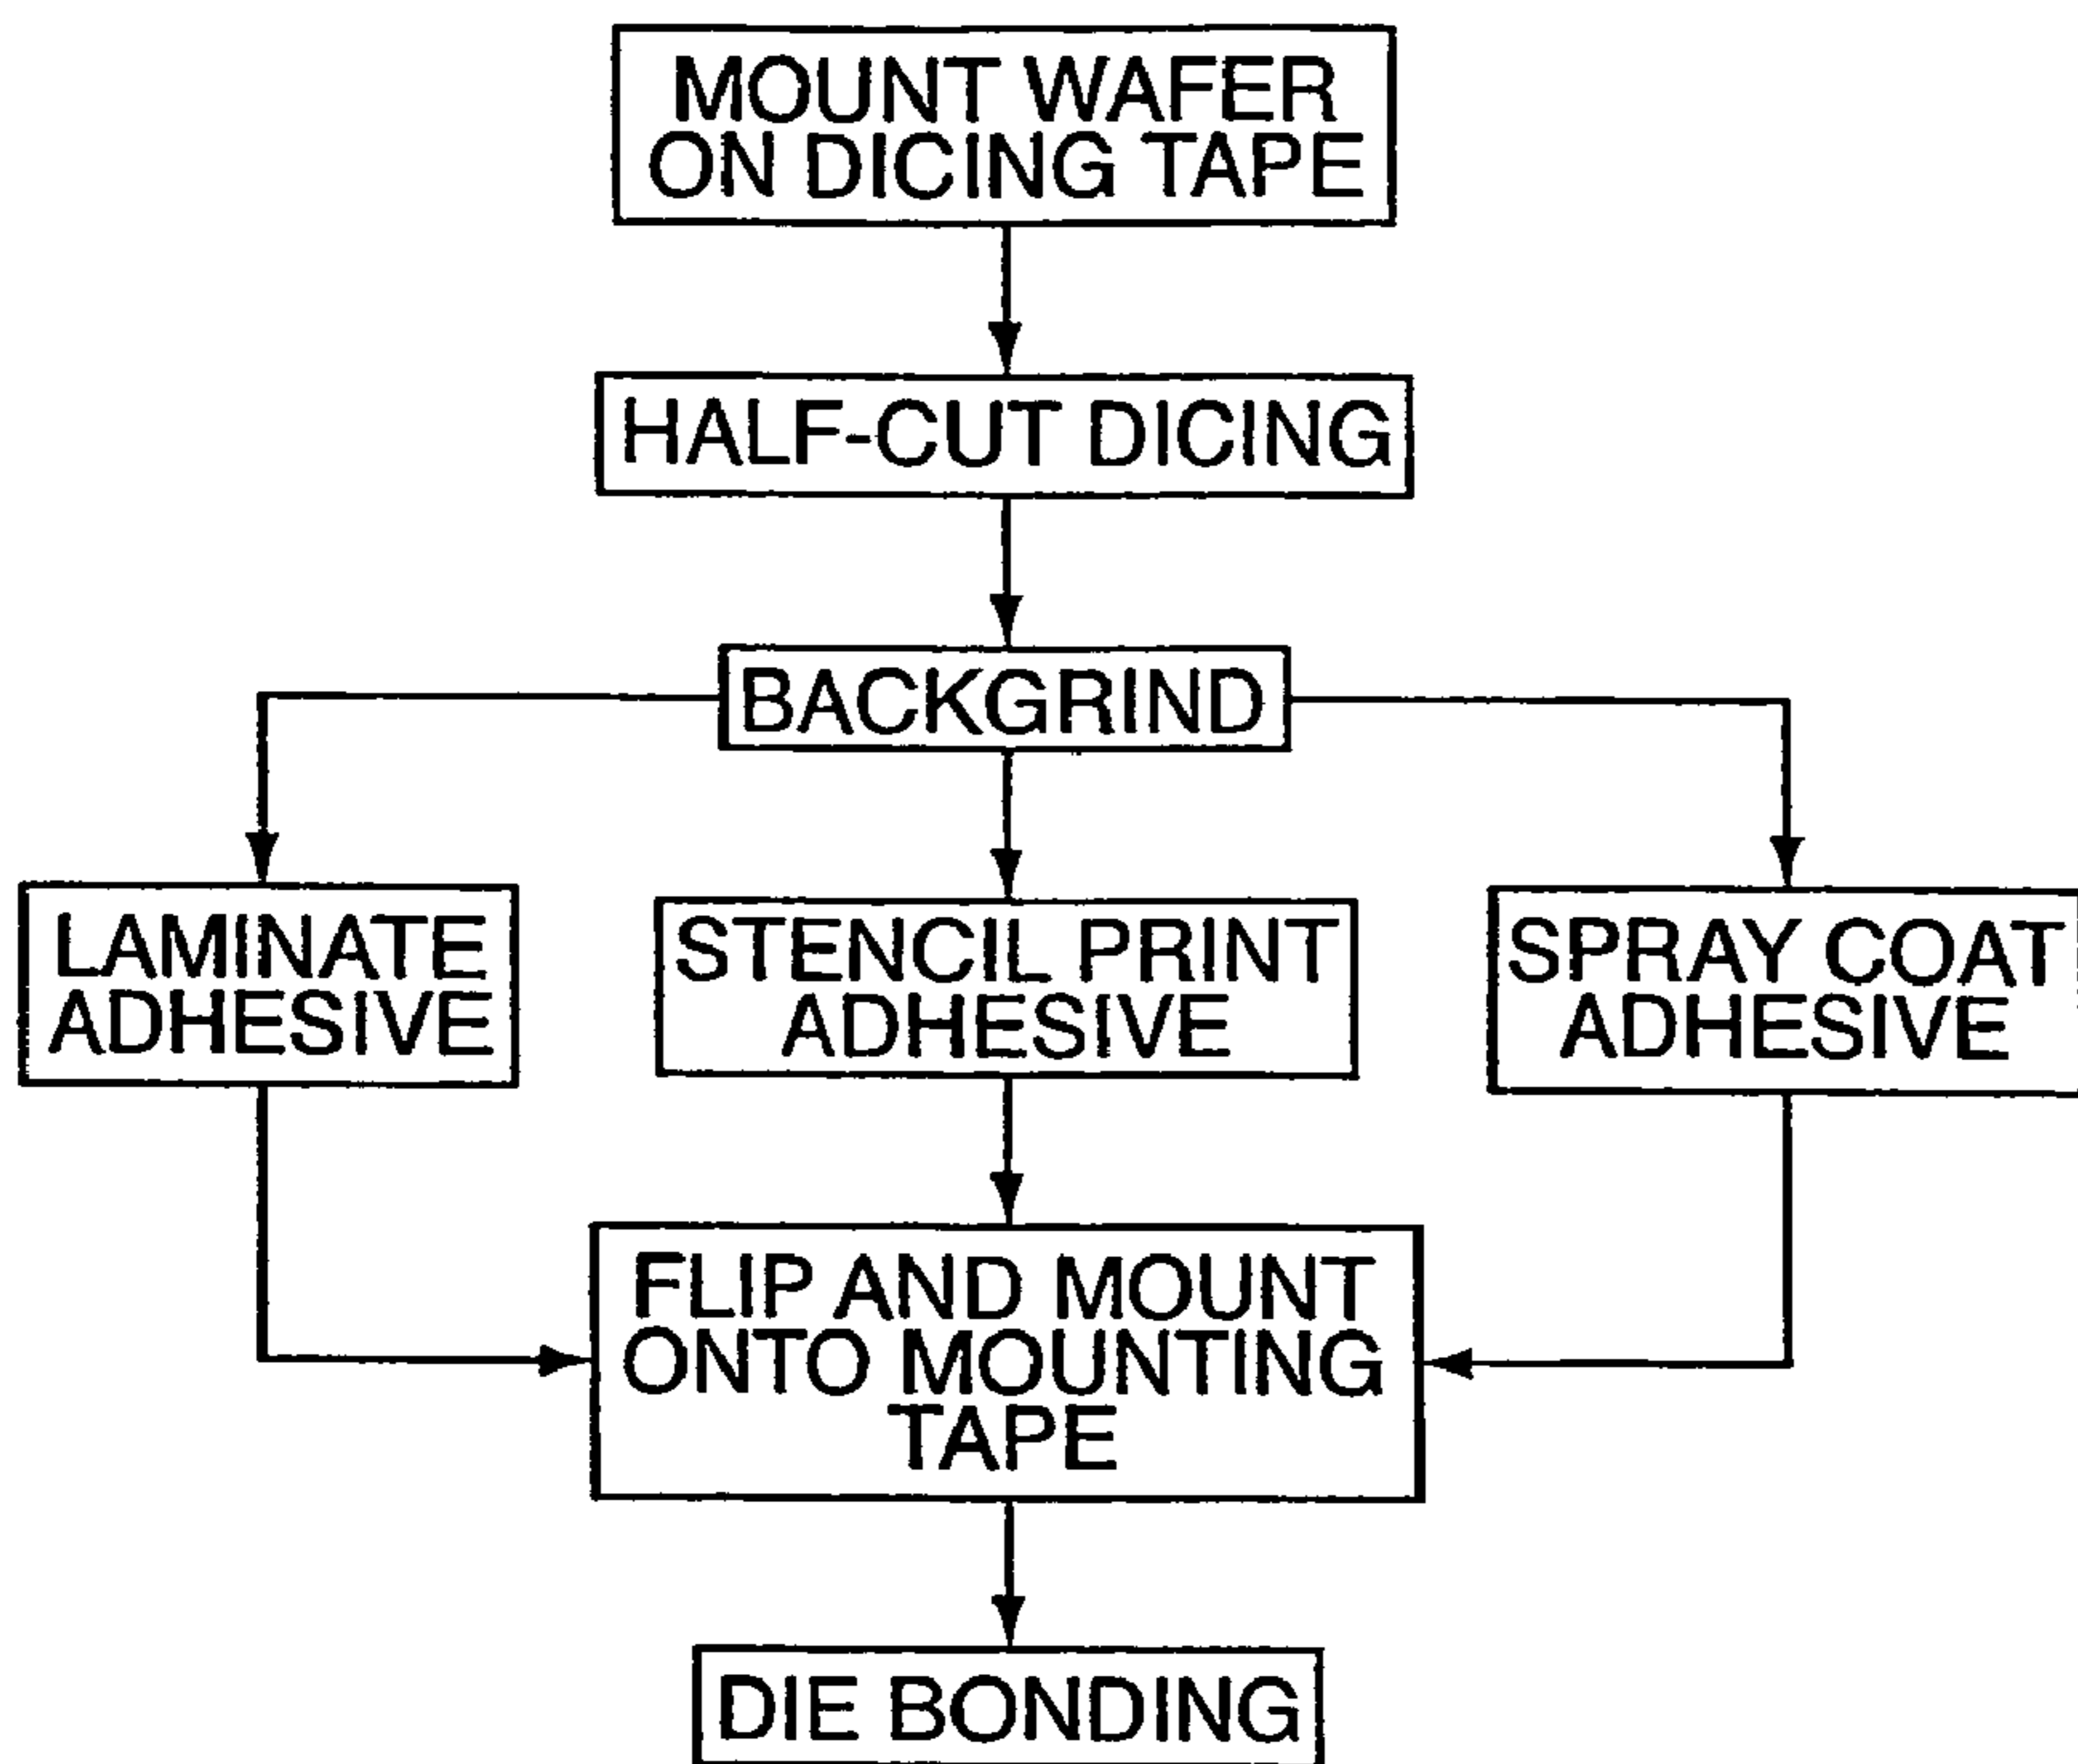 MOUNT WAFER
ON DICING TAPE
HALF-CUT DICING
BACKGRIND
LAMINATE
ADHESIVE
STENCIL PRINT
ADHESIVE
SPRAY COAT
ADHESIVE
FLIP AND MOUNT
ONTO MOUNTING
TAPE
DIE BONDING